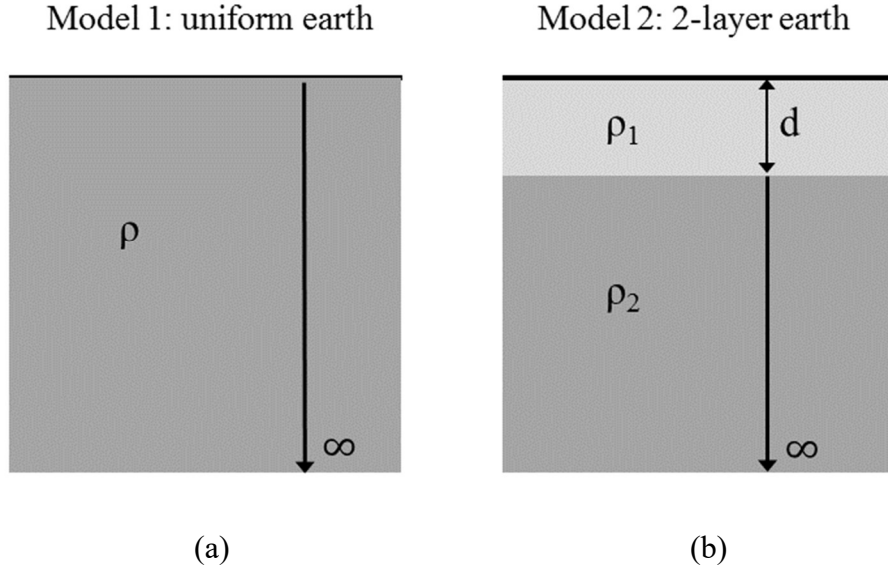 Model 1: uniform earth
Model 2: 2-layer earth
ρ
∞
ρ₁
d
ρ₂
∞
(a)
(b)